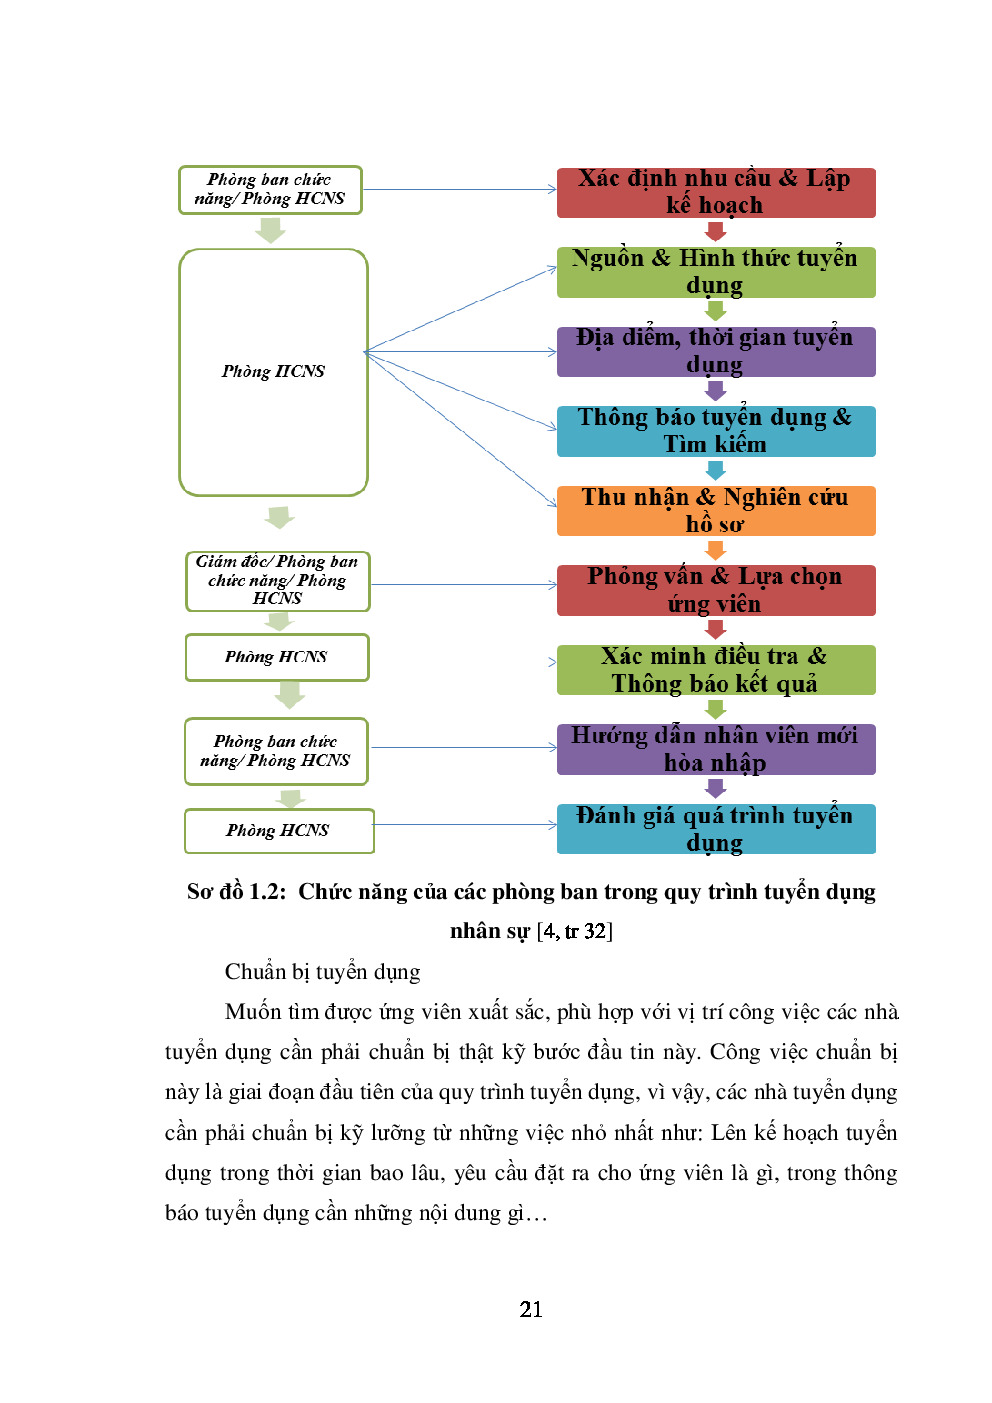 Phòng ban chức
năng/ Phòng HCNS
Xác định nhu cầu & Lập
kế hoạch
Nguồn & Hình thức tuyển
dụng
Phòng HCNS
Địa điểm, thời gian tuyển
dụng
Thông báo tuyển dụng &
Tìm kiếm
Thu nhận & Nghiên cứu
hồ sơ
Giám đốc/ Phòng ban
chức năng/ Phòng
HCNS
Phỏng vấn & Lựa chọn
ứng viên
Phòng HCNS
Xác minh điều tra &
Thông báo kết quả
Phòng ban chức
năng/ Phòng HCNS
Hướng dẫn nhân viên mới
hòa nhập
Phòng HCNS
Đánh giá quá trình tuyển
dụng
Sơ đồ 1.2: Chức năng của các phòng ban trong quy trình tuyển dụng
nhân sự [4, tr 32]
Chuẩn bị tuyển dụng
Muốn tìm được ứng viên xuất sắc, phù hợp với vị trí công việc các nhà
tuyển dụng cần phải chuẩn bị thật kỹ bước đầu tin này. Công việc chuẩn bị
này là giai đoạn đầu tiên của quy trình tuyển dụng, vì vậy, các nhà tuyển dụng
cần phải chuẩn bị kỹ lưỡng từ những việc nhỏ nhất như: Lên kế hoạch tuyển
dụng trong thời gian bao lâu, yêu cầu đặt ra cho ứng viên là gì, trong thông
báo tuyển dụng cần những nội dung gì…
21